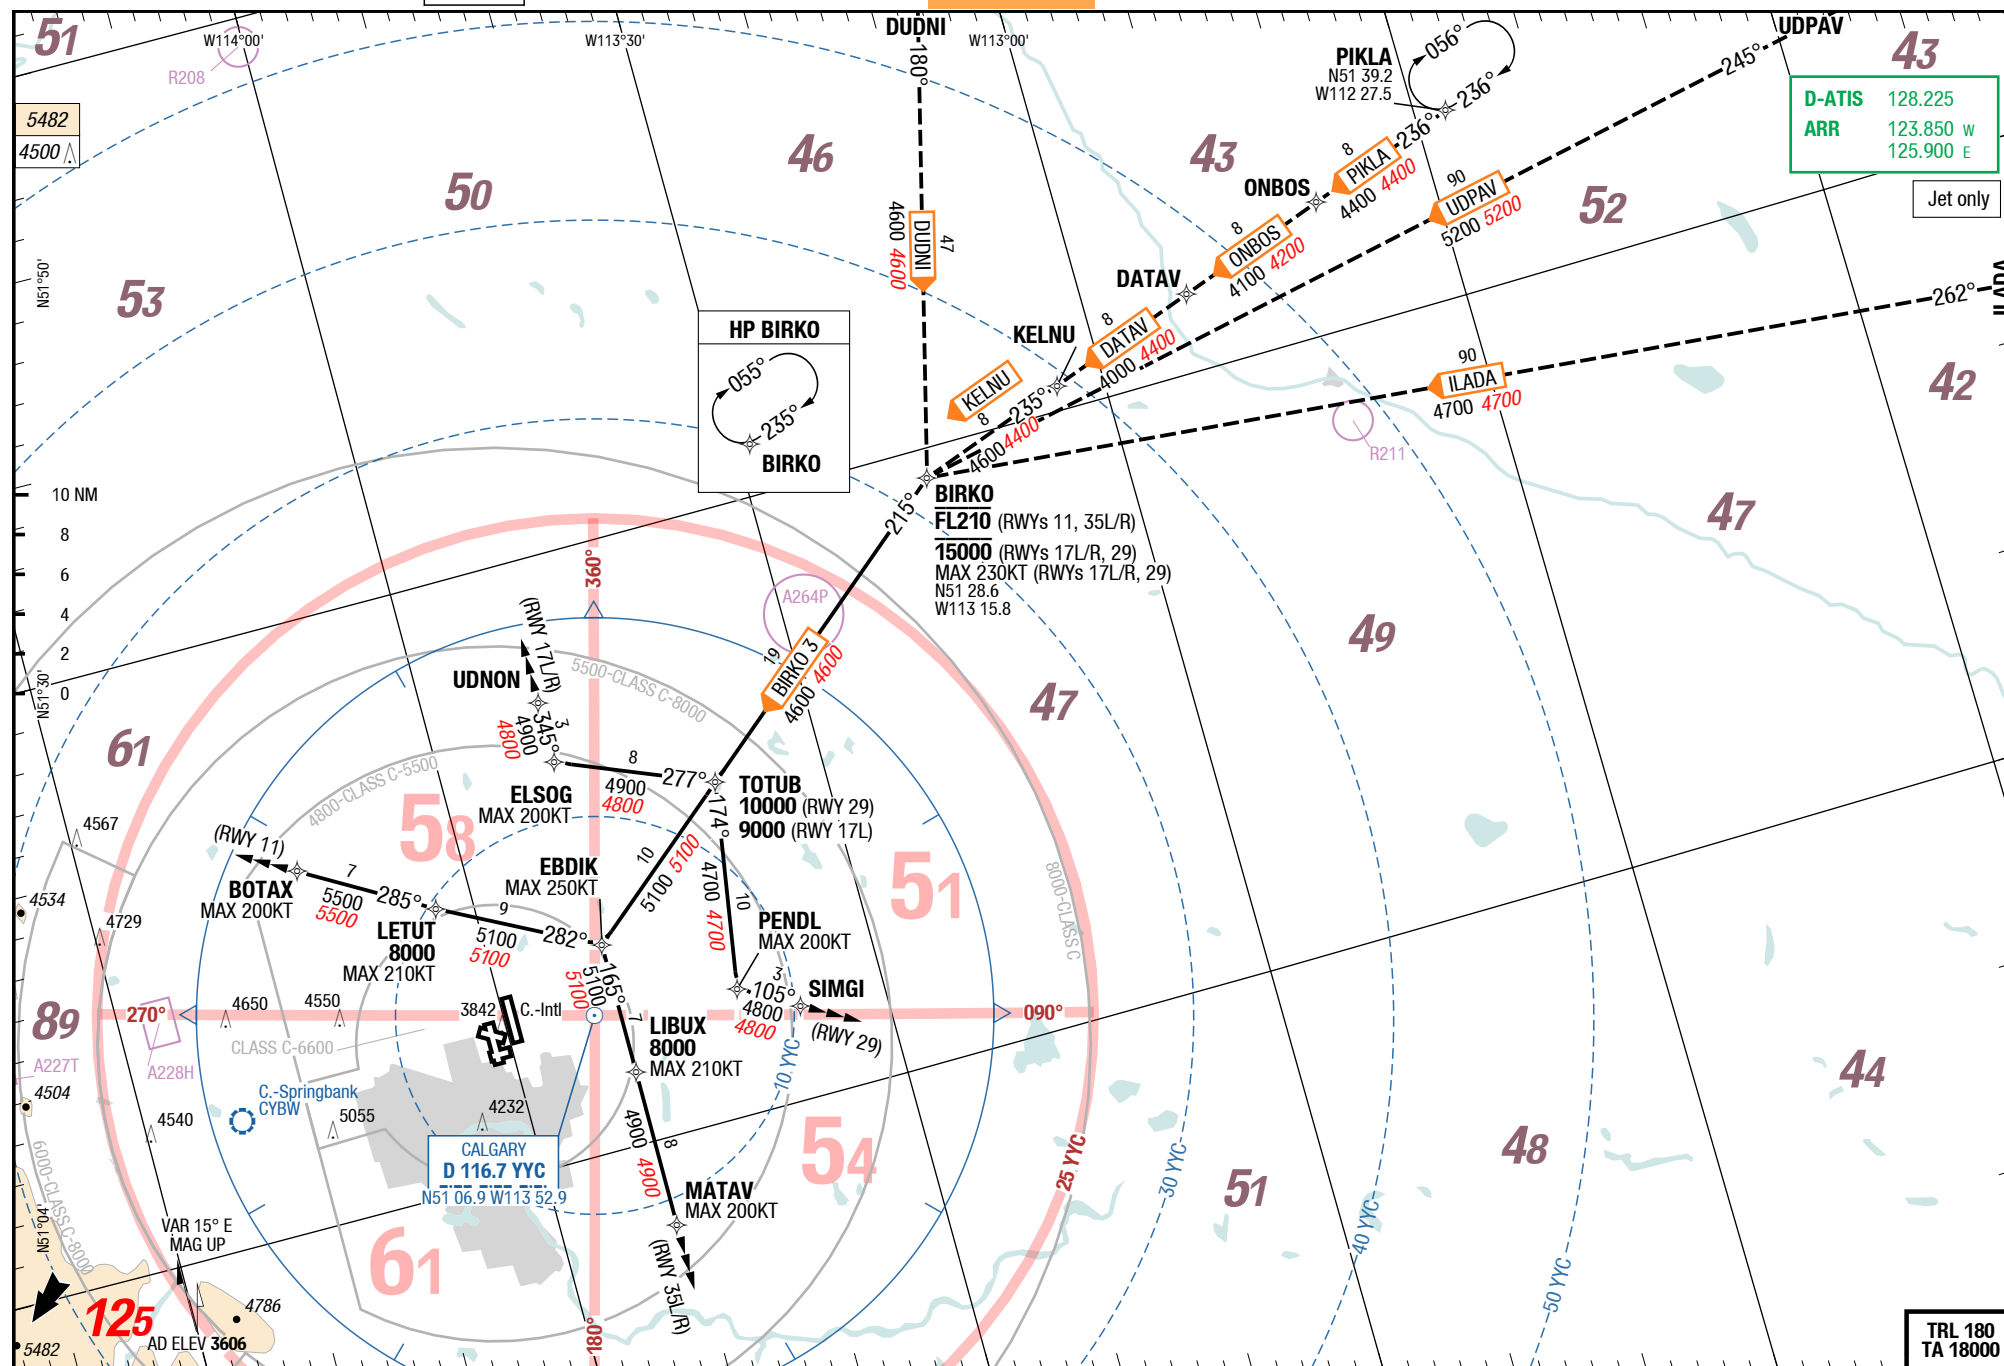 51
W114°00'
R208
W113°30'
DUDNI
W113°00'
UDPAV
43
PIKLA
N51 39.2
W112 27.5
056°
236°
236°
245°
180°
D-ATIS 128.225
ARR 123.850 W
125.900 E
Jet only
5482
4500
50
46
43
52
8
PIKLA
4400 4400
90
UDPAV
5200 5200
ONBOS
8
ONBOS
4100 4200
47
DUDNI
4600 4600
DATAV
8
DATAV
4000 4400
KELNU
KELNU
8
235°
4600 4400
262°
ILADA
90
ILADA
4700 4700
42
R211
N51°50'
53
HP BIRKO
055°
235°
BIRKO
BIRKO
FL210 (RWYs 11, 35L/R)
15000 (RWYs 17L/R, 29)
MAX 230KT (RWYs 17L/R, 29)
N51 28.6
W113 15.8
215°
47
49
47
10 NM
8
6
4
2
0
N51°30'
360°
A264P
19
BIRKO 3
4600 4600
(RWY 17L/R)
UDNON
3
345°
4900
4800
5500-CLASS C-8000
4800-CLASS C-5500
61
58
ELSOG
MAX 200KT
8
277°
4900
4800
TOTUB
10000 (RWY 29)
9000 (RWY 17L)
174°
10
4700 4700
EBDIK
MAX 250KT
10
5100 5100
51
8000-CLASS C
4567
4534
4729
(RWY 11)
BOTAX
MAX 200KT
7
285°
5500
5500
LETUT
8000
MAX 210KT
9
282°
5100
5100
PENDL
MAX 200KT
3
105°
4800
4800
SIMGI
(RWY 29)
165°
5100
5100
7
LIBUX
8000
MAX 210KT
89
270°
4650
4550
3842
C.-Intl
090°
CLASS C-6600
A227T
A228H
4504
4540
C.-Springbank
CYBW
5055
4232
CALGARY
D 116.7 YYC
N51 06.9 W113 52.9
8
4900 4900
MATAV
MAX 200KT
(RWY 35L/R)
10 YYC
25 YYC
30 YYC
40 YYC
50 YYC
54
51
48
44
61
180°
6000-CLASS C-8000
N51°04'
VAR 15° E
MAG UP
125
4786
5482
AD ELEV 3606
TRL 180
TA 18000